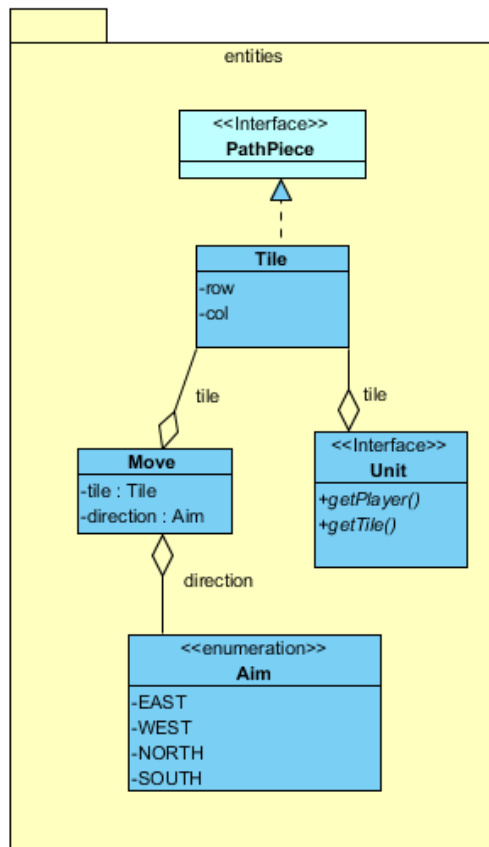 entities
<<Interface>>
PathPiece
Tile
-row
-col
tile
tile
Move
-tile : Tile
-direction : Aim
<<Interface>>
Unit
+getPlayer()
+getTile()
direction
<<enumeration>>
Aim
-EAST
-WEST
-NORTH
-SOUTH